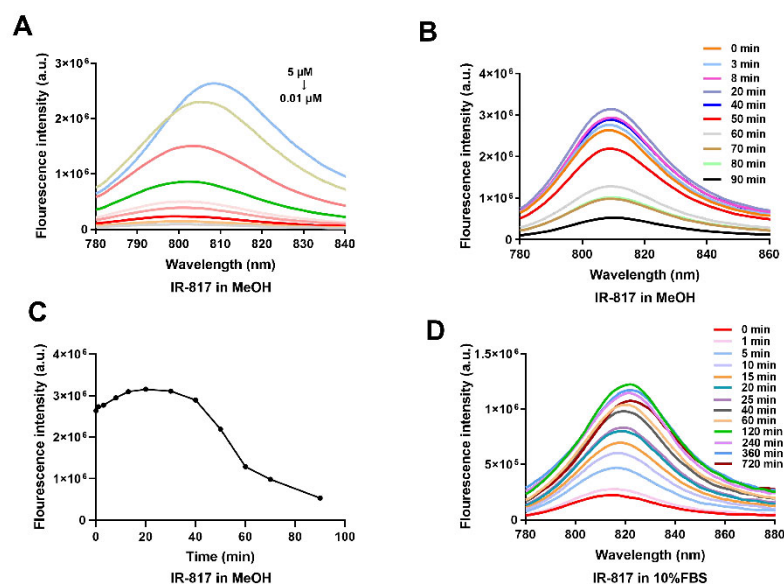 A
Flourescence intensity (a.u.)
3×10⁶
2×10⁶
1×10⁶
0
5 μM
↓
0.01 μM
780 790 800 810 820 830 840
Wavelength (nm)
IR-817 in MeOH
B
Flourescence intensity (a.u.)
4×10⁶
3×10⁶
2×10⁶
1×10⁶
0
780 800 820 840 860
Wavelength (nm)
IR-817 in MeOH
0 min
3 min
8 min
20 min
40 min
50 min
60 min
70 min
80 min
90 min
C
Flourescence intensity (a.u.)
4×10⁶
3×10⁶
2×10⁶
1×10⁶
0
0 20 40 60 80 100
Time (min)
IR-817 in MeOH
D
Flourescence intensity (a.u.)
1.5×10⁶
1×10⁶
5×10⁶
0
780 800 820 840 860 880
Wavelength (nm)
IR-817 in 10%FBS
0 min
1 min
5 min
10 min
15 min
20 min
25 min
40 min
60 min
120 min
240 min
360 min
720 min